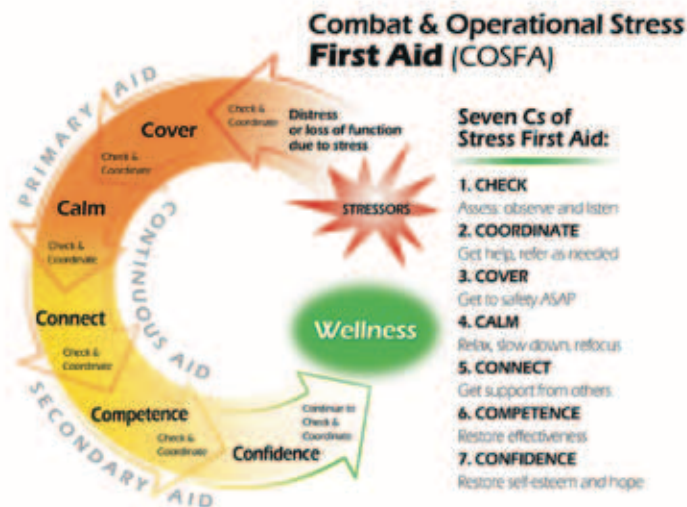 Combat & Operational Stress
First Aid (COSFA)
PRIMARY AID
CONTINUOUS AID
SECONDARY AID
Distress
or loss of function
due to stress
STRESSORS
Check &
Coordinate
Cover
Check &
Coordinate
Calm
Check &
Coordinate
Connect
Check &
Coordinate
Competence
Check &
Coordinate
Confidence
Continue to
Check &
Coordinate
Wellness
Seven Cs of
Stress First Aid:
1. CHECK
Assess: observe and listen
2. COORDINATE
Get help, refer as needed
3. COVER
Get to safety ASAP
4. CALM
Relax, slow down, refocus
5. CONNECT
Get support from others
6. COMPETENCE
Restore effectiveness
7. CONFIDENCE
Restore self-esteem and hope